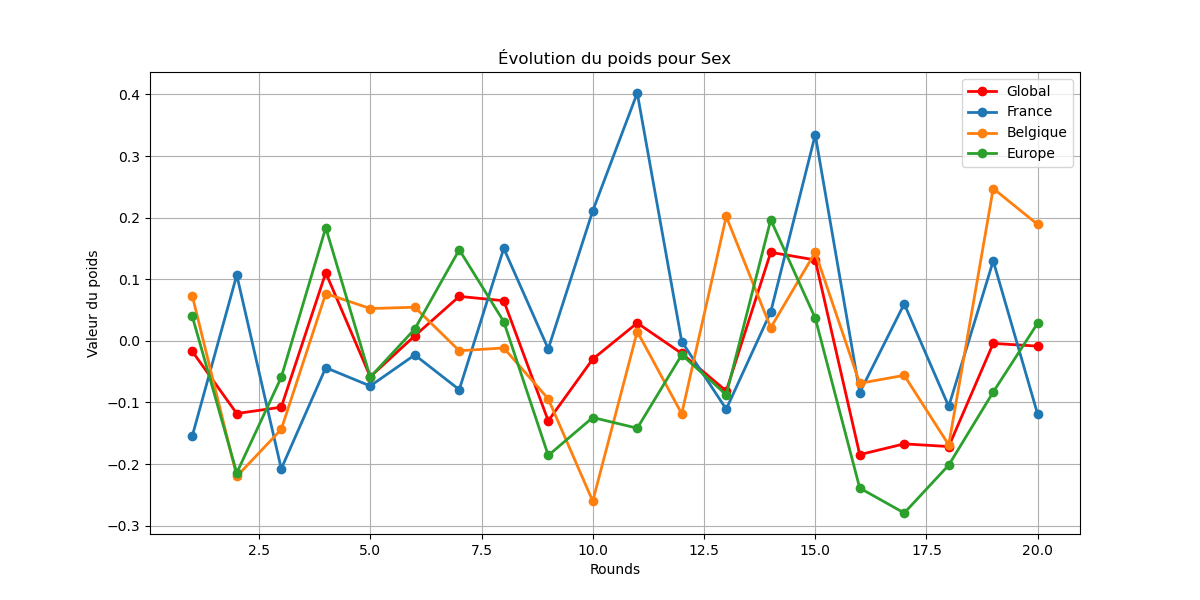 Évolution du poids pour Sex
Global
France
Belgique
Europe
Valeur du poids
0.4
0.3
0.2
0.1
0.0
−0.1
−0.2
−0.3
2.5 5.0 7.5 10.0 12.5 15.0 17.5 20.0
Rounds